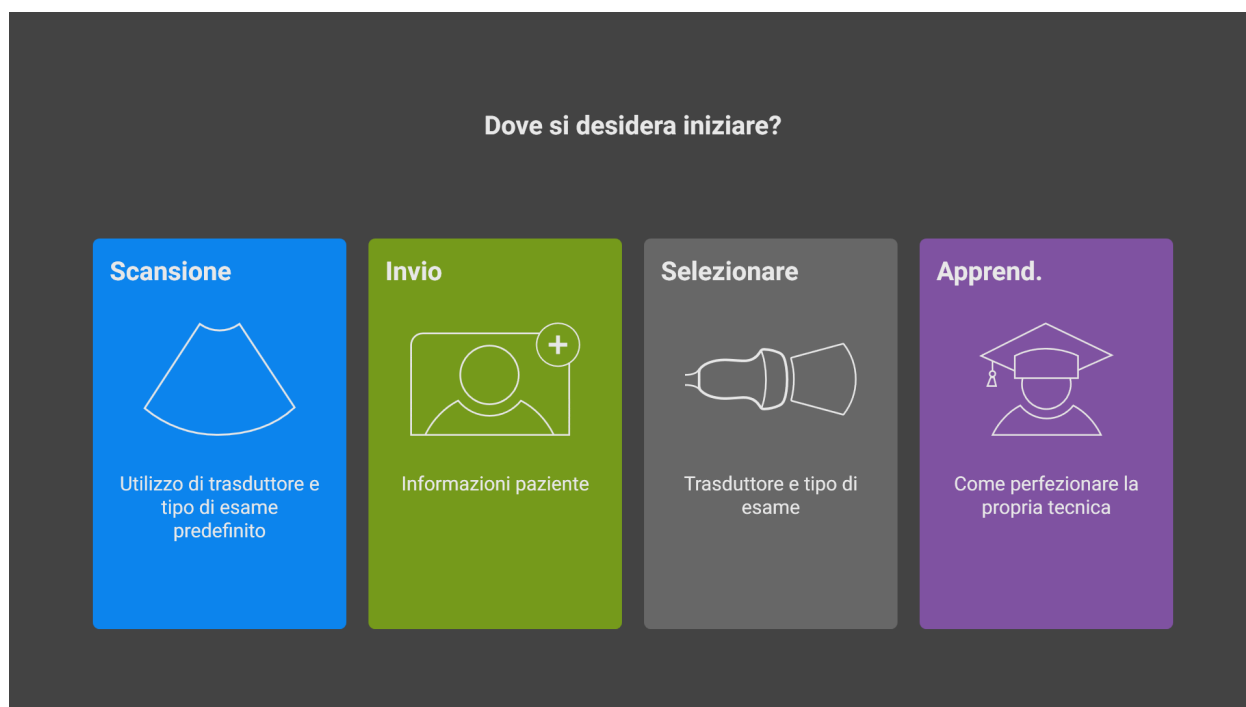 Dove si desidera iniziare?
Scansione
Utilizzo di trasduttore e
tipo di esame
predefinito
Invio
Informazioni paziente
Selezionare
Trasduttore e tipo di
esame
Apprend.
Come perfezionare la
propria tecnica